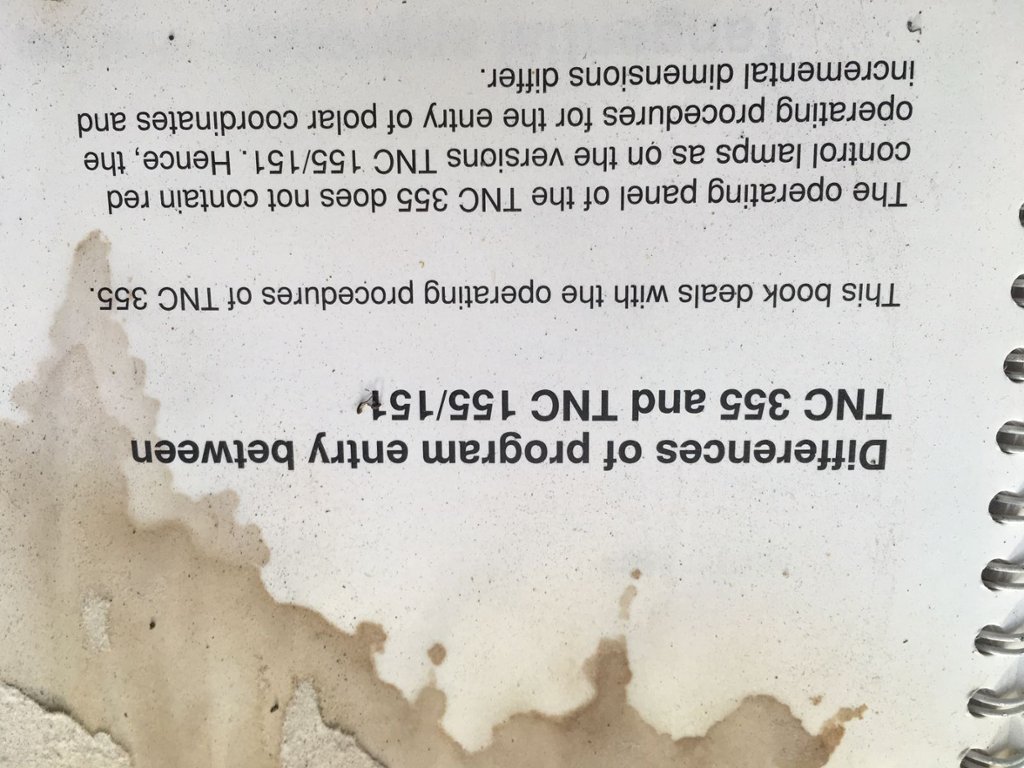 Differences of program entry between
TNC 355 and TNC 155/151
This book deals with the operating procedures of TNC 355.
The operating panel of the TNC 355 does not contain red
control lamps as on the versions TNC 155/151. Hence, the
operating procedures for the entry of polar coordinates and
incremental dimensions differ.